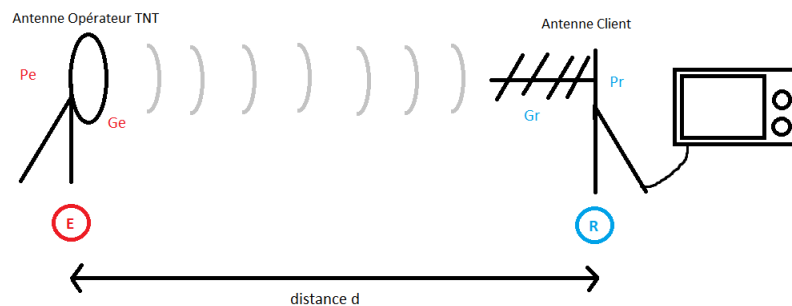 Antenne Opérateur TNT
Antenne Client
Pe
Pr
Ge
Gr
E
R
distance d